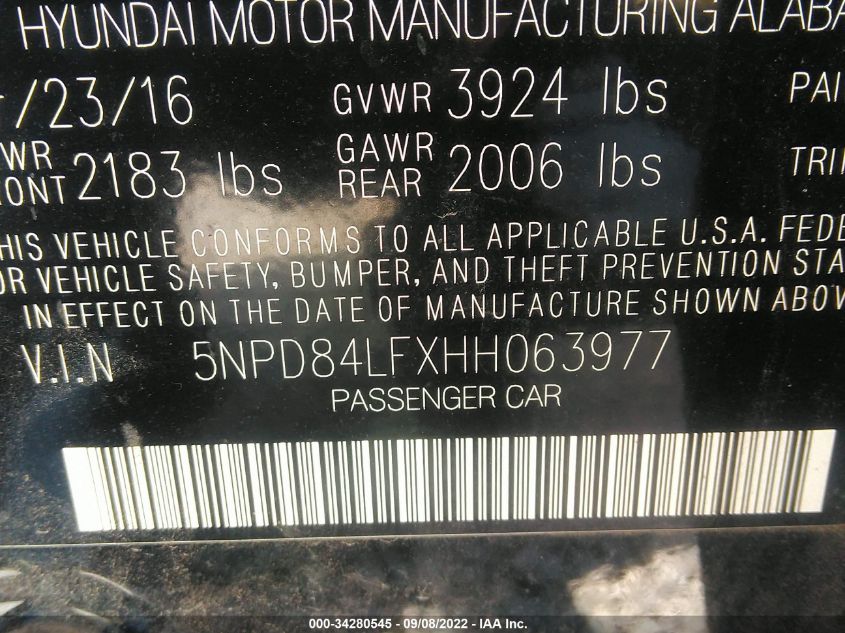 HYUNDAI MOTOR MANUFACTURING ALABA
/23/16 GVWR 3924 lbs PAI
WR FRONT 2183 lbs GAWR REAR 2006 lbs TRI
HIS VEHICLE CONFORMS TO ALL APPLICABLE U.S.A. FEDE
OR VEHICLE SAFETY, BUMPER, AND THEFT PREVENTION STA
IN EFFECT ON THE DATE OF MANUFACTURE SHOWN ABOV
V.I.N 5NPD84LFXHH063977
PASSENGER CAR
000-34280545 - 09/08/2022 - IAA Inc.